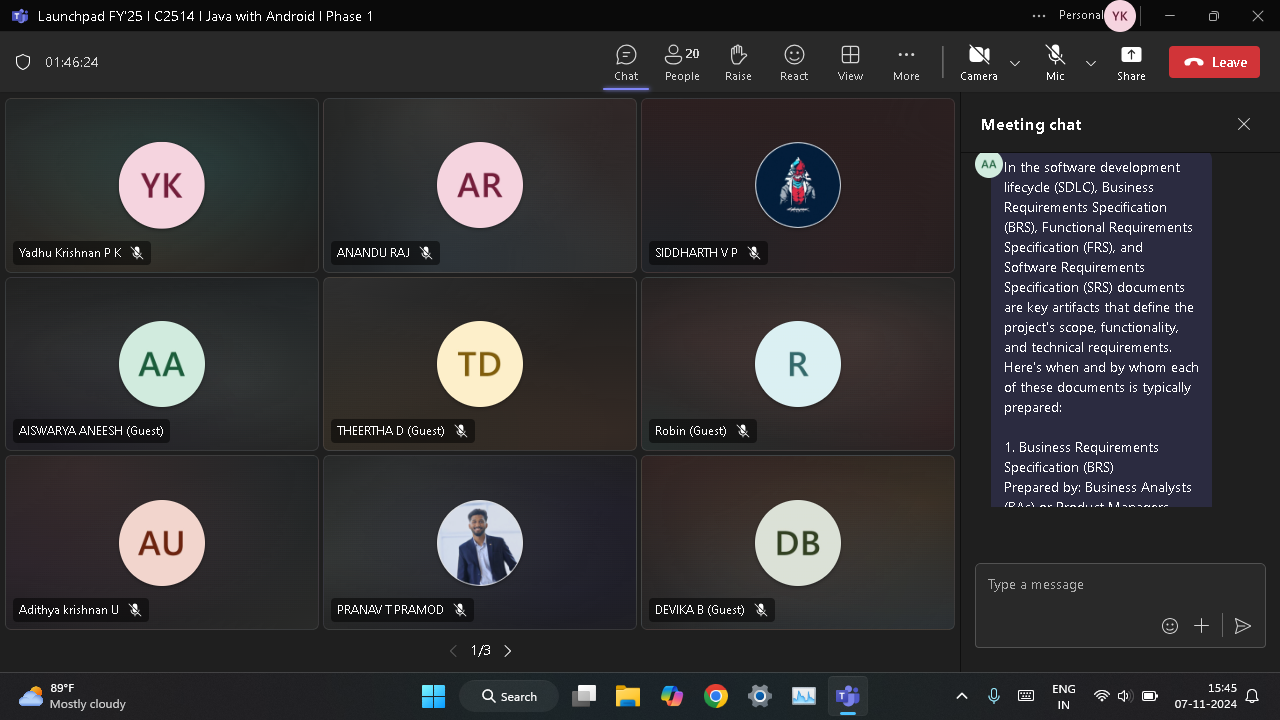 Launchpad FY'25 | C2514 | Java with Android | Phase 1
Personal
YK
01:46:24
Chat
20
People
Raise
React
View
More
Camera
Mic
Share
Leave
YK
Yadhu Krishnan P K
AR
ANANDU RAJ
SIDDHARTH V P
AA
AISWARYA ANEESH (Guest)
TD
THEERTHA D (Guest)
R
Robin (Guest)
AU
Adithya krishnan U
PRANAV T PRAMOD
DB
DEVIKA B (Guest)
1/3
Meeting chat
AA
In the software development
lifecycle (SDLC), Business
Requirements Specification
(BRS), Functional Requirements
Specification (FRS), and
Software Requirements
Specification (SRS) documents
are key artifacts that define the
project's scope, functionality,
and technical requirements.
Here's when and by whom each
of these documents is typically
prepared:
1. Business Requirements
Specification (BRS)
Prepared by: Business Analysts
(BAs) or Product Managers
Type a message
89°F
Mostly cloudy
Search
ENG
IN
15:45
07-11-2024